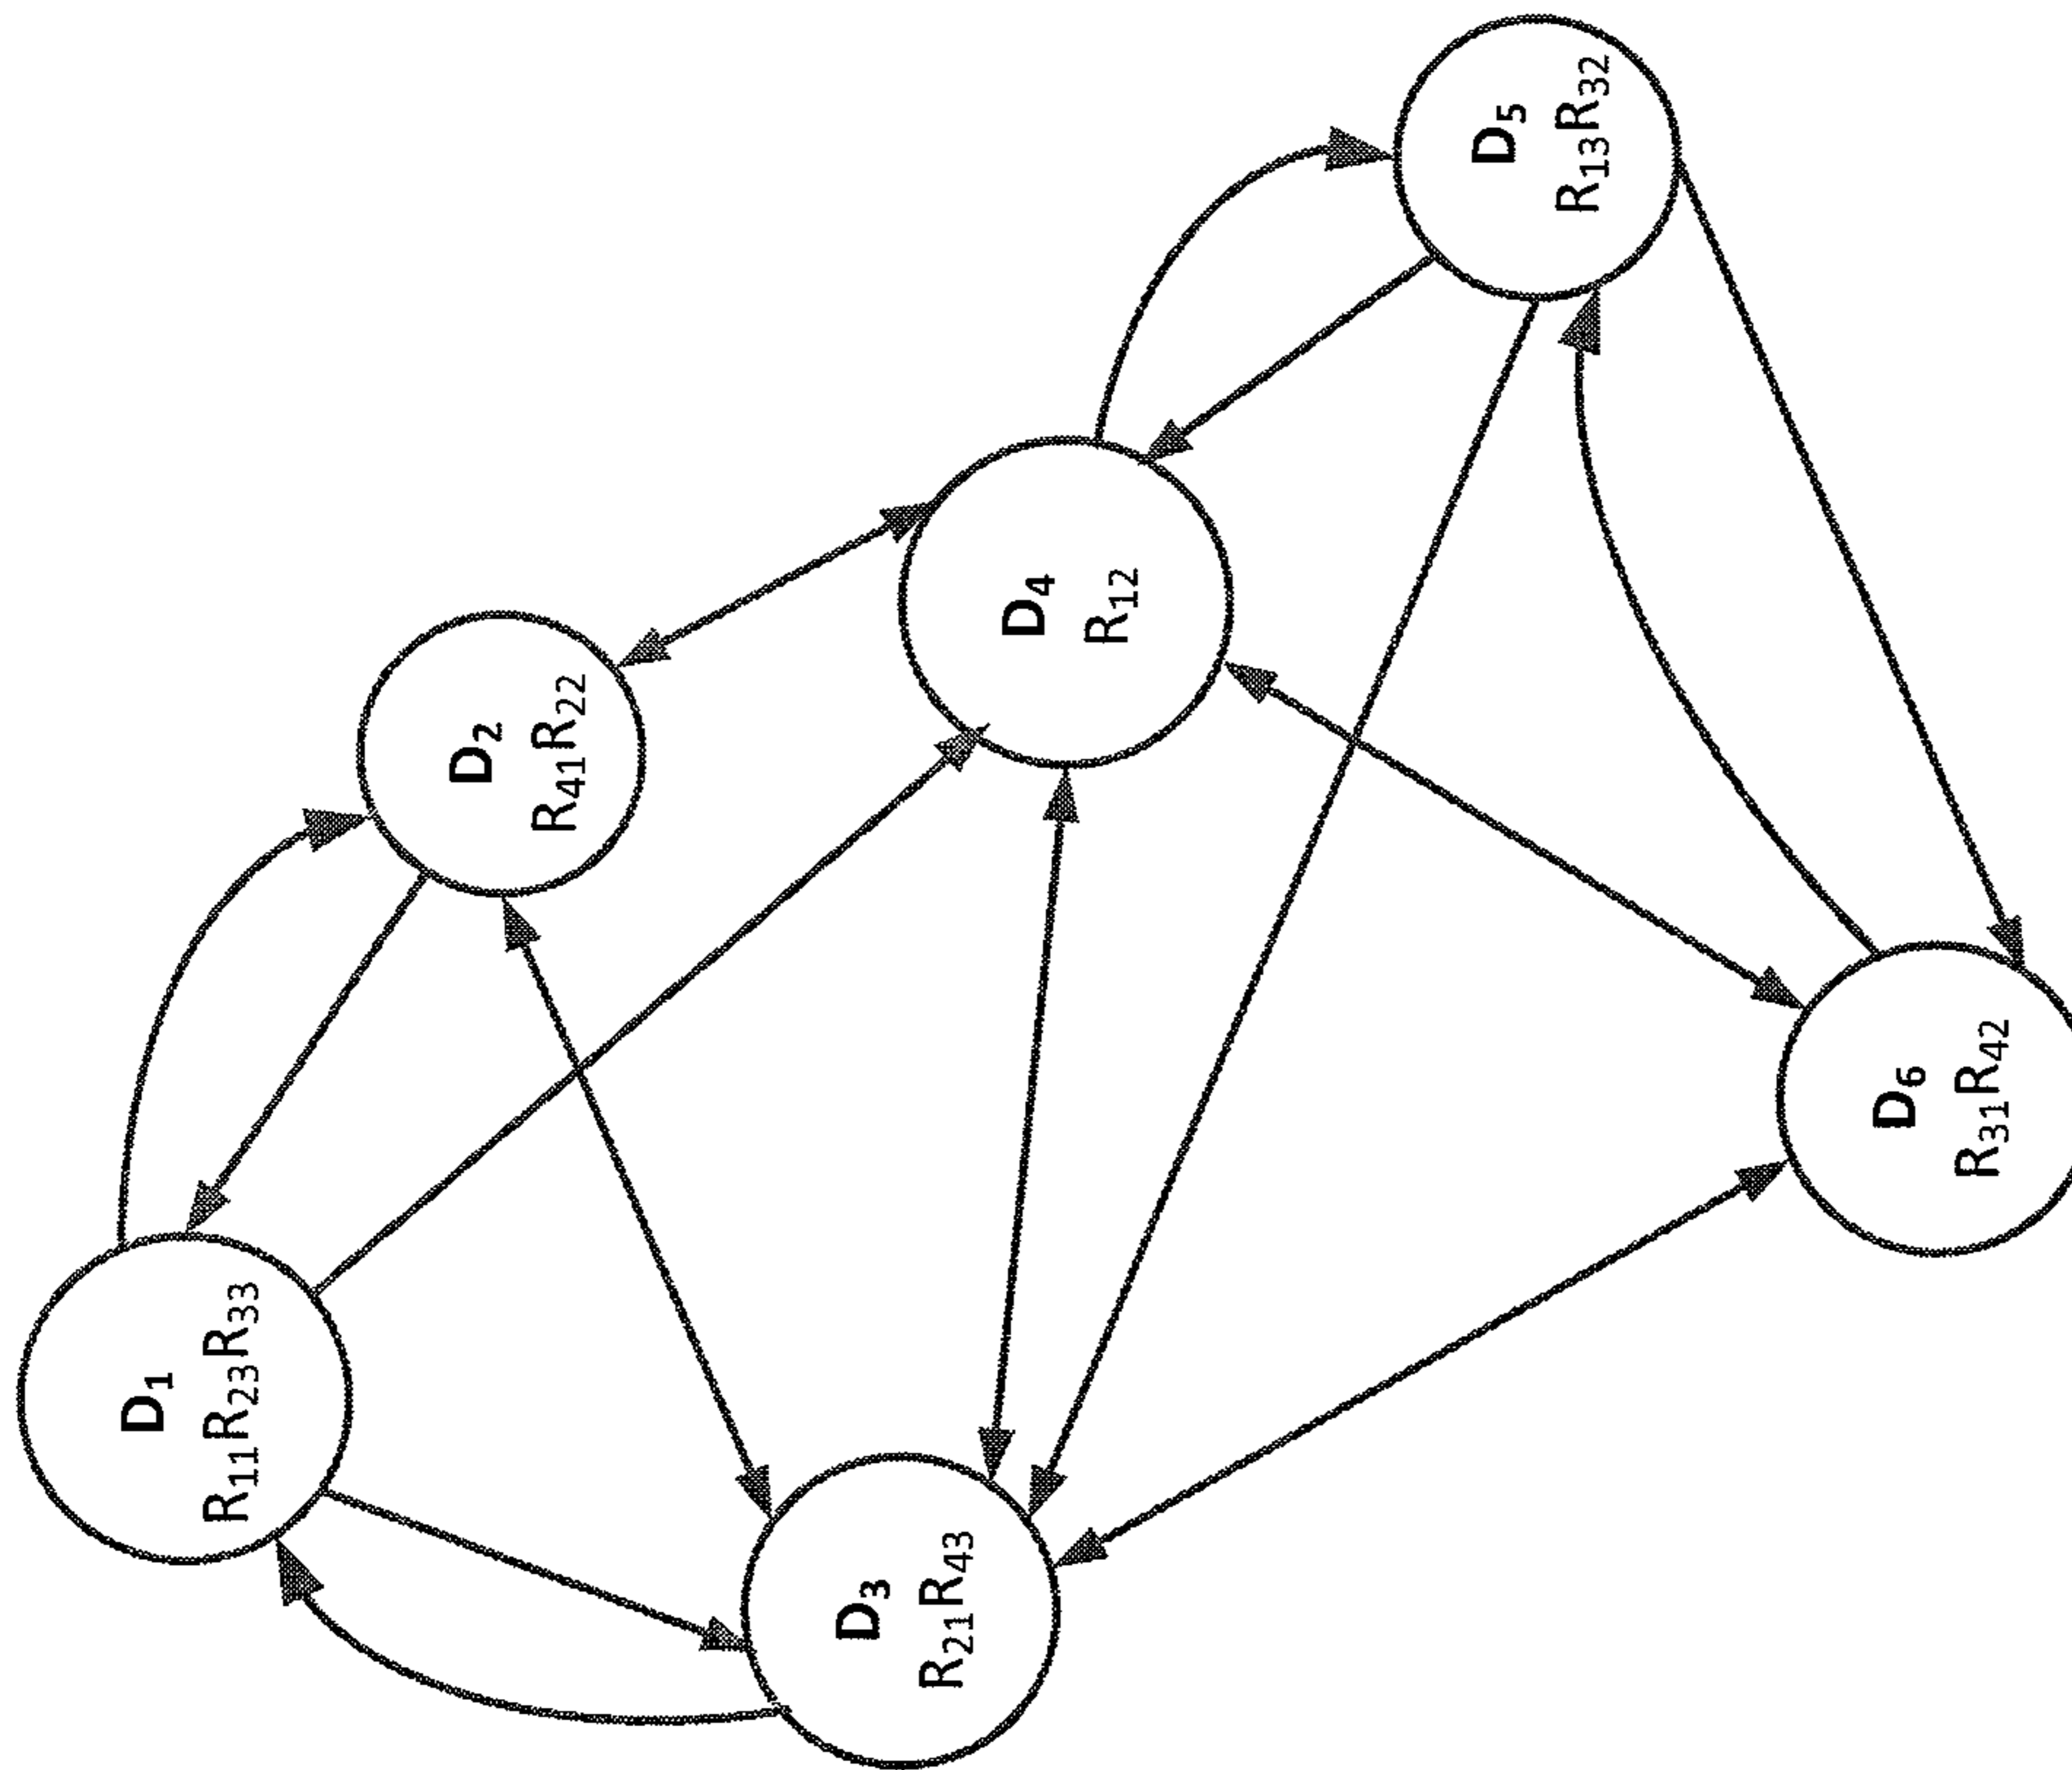 D₁
R₁₁R₂₃R₃₃
D₂
R₄₁R₂₂
D₃
R₂₁R₄₃
D₄
R₁₂
D₅
R₁₃R₃₂
D₆
R₃₁R₄₂